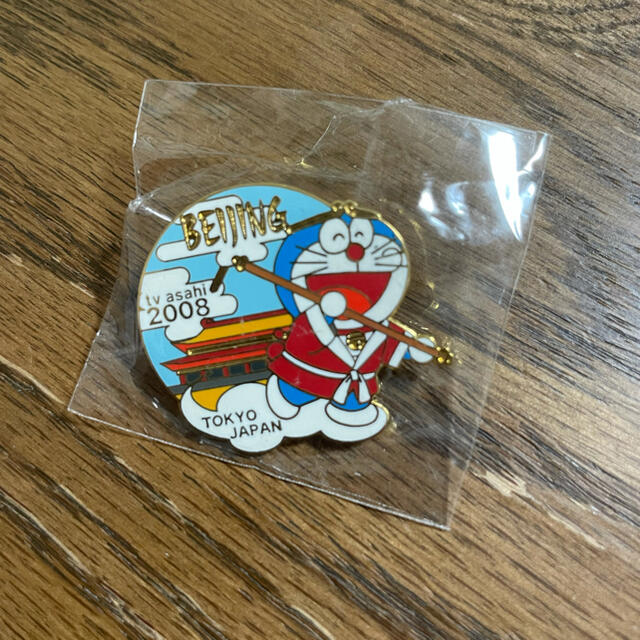 BEIJING
tv asahi
2008
TOKYO
JAPAN